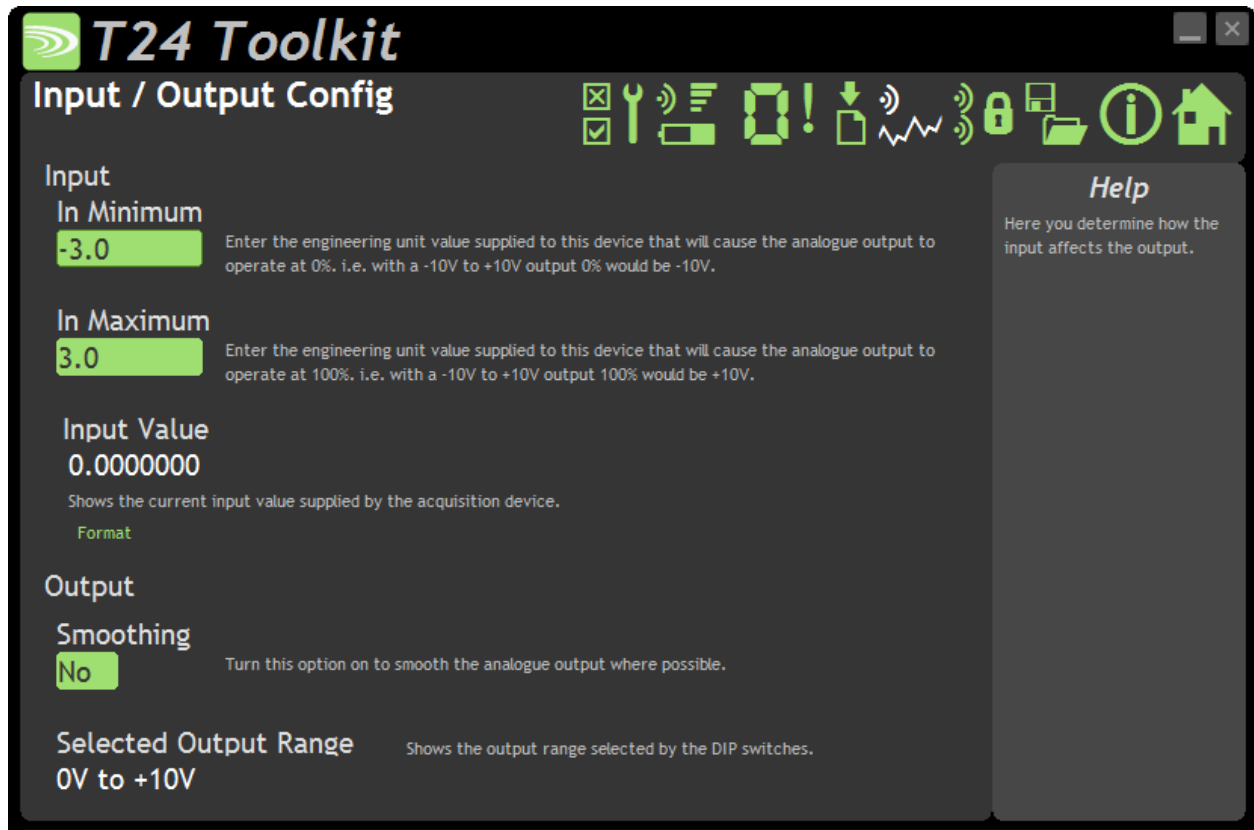 T24 Toolkit
Input / Output Config
Input
In Minimum
-3.0
Enter the engineering unit value supplied to this device that will cause the analogue output to
operate at 0%. i.e. with a -10V to +10V output 0% would be -10V.
In Maximum
3.0
Enter the engineering unit value supplied to this device that will cause the analogue output to
operate at 100%. i.e. with a -10V to +10V output 100% would be +10V.
Input Value
0.0000000
Shows the current input value supplied by the acquisition device.
Format
Output
Smoothing
No
Turn this option on to smooth the analogue output where possible.
Selected Output Range
Shows the output range selected by the DIP switches.
0V to +10V
Help
Here you determine how the
input affects the output.